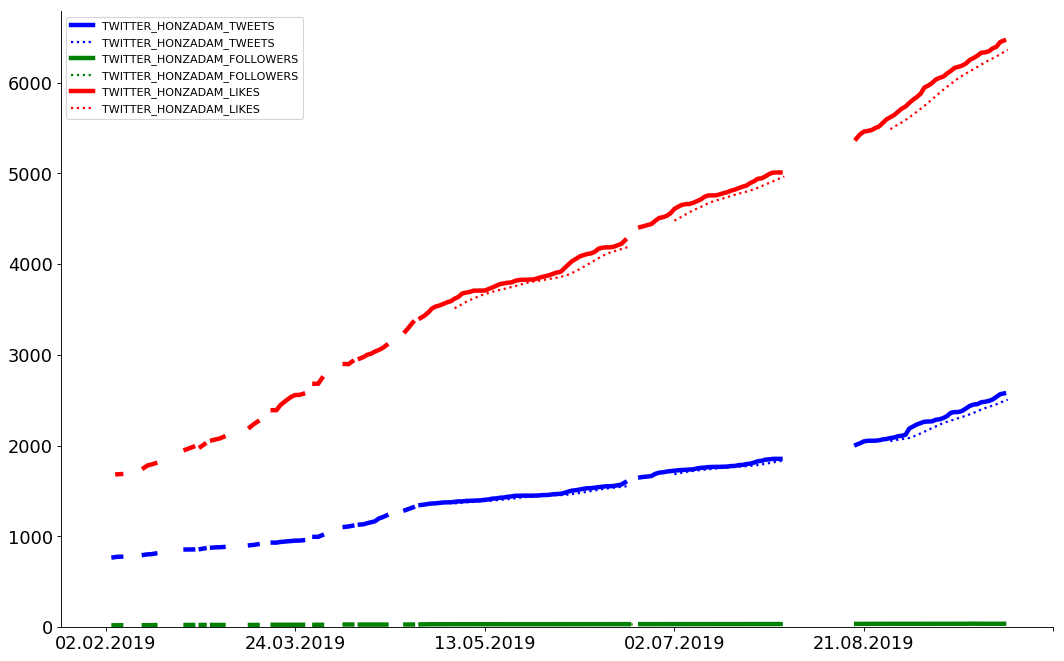 TWITTER_HONZADAM_TWEETS
TWITTER_HONZADAM_TWEETS
TWITTER_HONZADAM_FOLLOWERS
TWITTER_HONZADAM_FOLLOWERS
TWITTER_HONZADAM_LIKES
TWITTER_HONZADAM_LIKES
6000
5000
4000
3000
2000
1000
0
02.02.2019 24.03.2019 13.05.2019 02.07.2019 21.08.2019